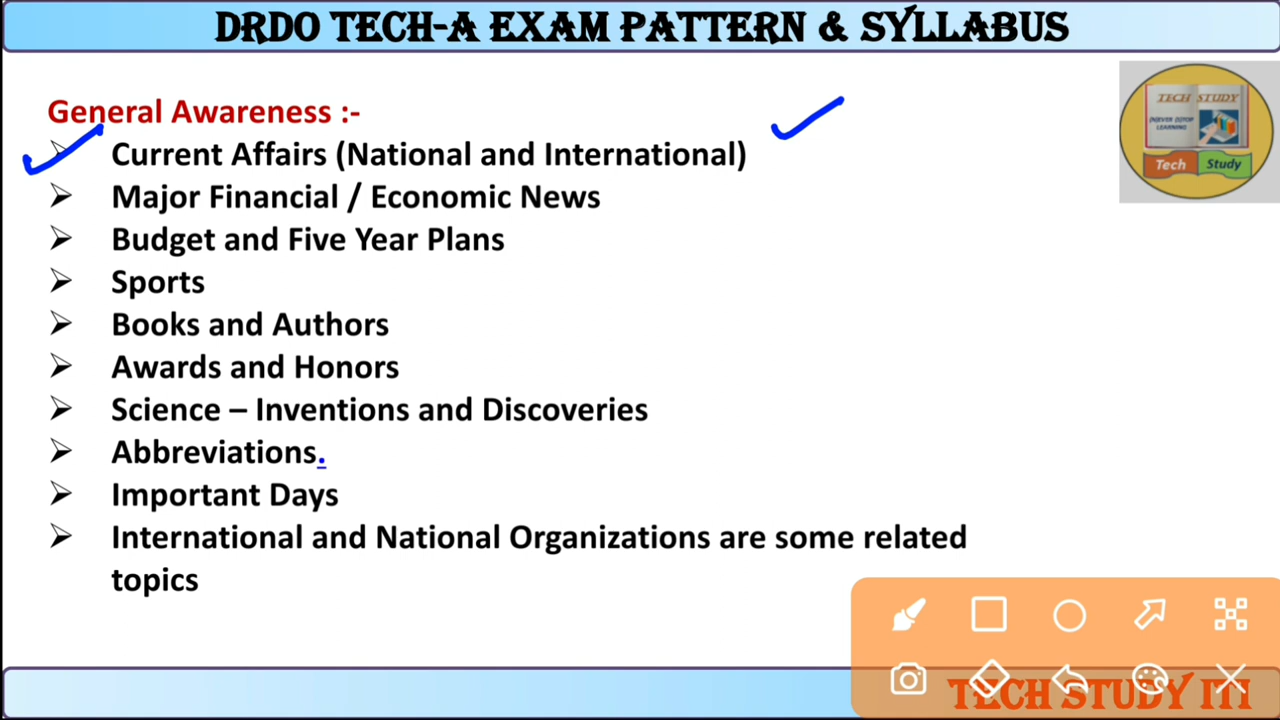 DRDO TECH-A EXAM PATTERN & SYLLABUS
General Awareness :-
TECH STUDY
Current Affairs (National and International)
Tech Study
Major Financial / Economic News
Budget and Five Year Plans
Sports
Books and Authors
Awards and Honors
Science – Inventions and Discoveries
Abbreviations.
Important Days
International and National Organizations are some related
topics
TECH STUDY ITI